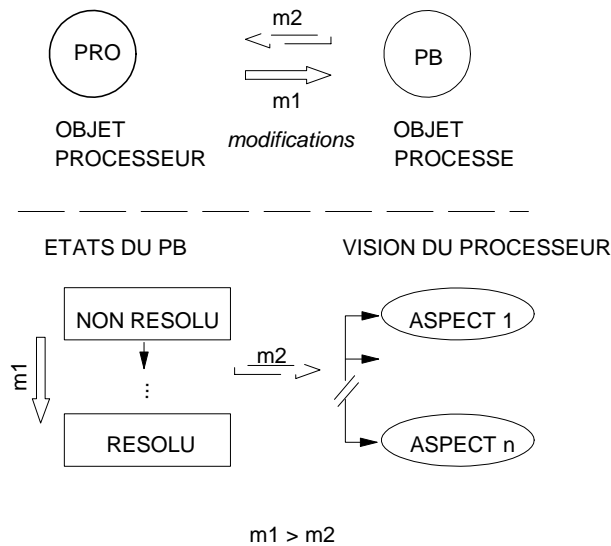 m2
PRO
PB
m1
OBJET
PROCESSEUR
modifications
OBJET
PROCESSE
ETATS DU PB
VISION DU PROCESSEUR
NON RESOLU
ASPECT 1
m1
m2
...
RESOLU
ASPECT n
m1 > m2